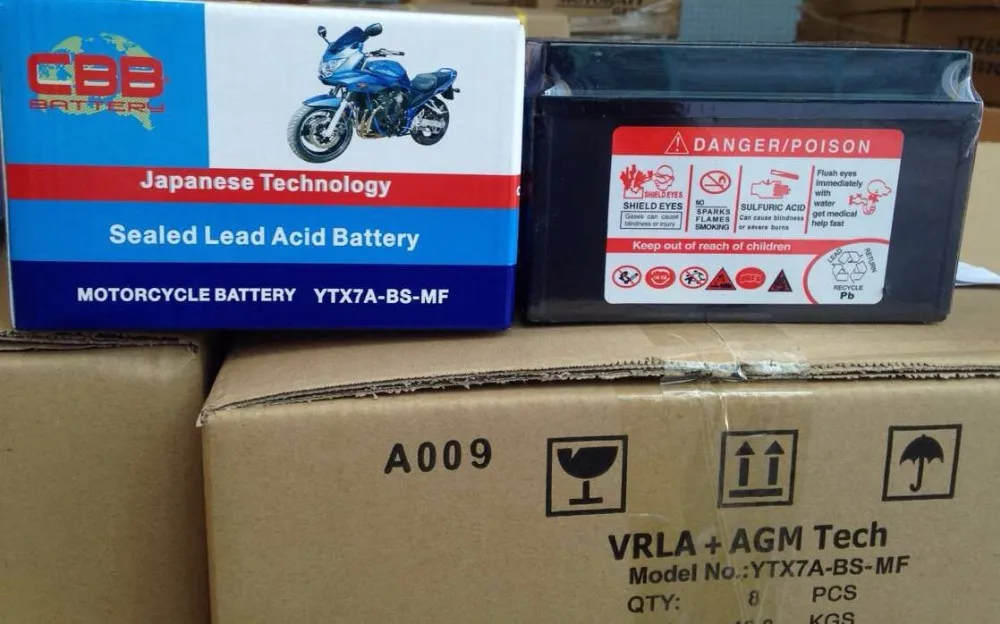 CBB
BATTERY
Japanese Technology
Sealed Lead Acid Battery
MOTORCYCLE BATTERY YTX7A-BS-MF
DANGER/POISON
SHIELD EYES
SHIELD EYES
Gases can cause
blindness or injury
NO
SPARKS
FLAMES
SMOKING
SULFURIC ACID
Can cause blindness
or severe burns
Flush eyes
immediately
with
water
get medical
help fast
Keep out of reach of children
LEAD
RETURN
RECYCLE
Pb
A009
VRLA + AGM Tech
Model No.:YTX7A-BS-MF
QTY: 8 PCS
KGS